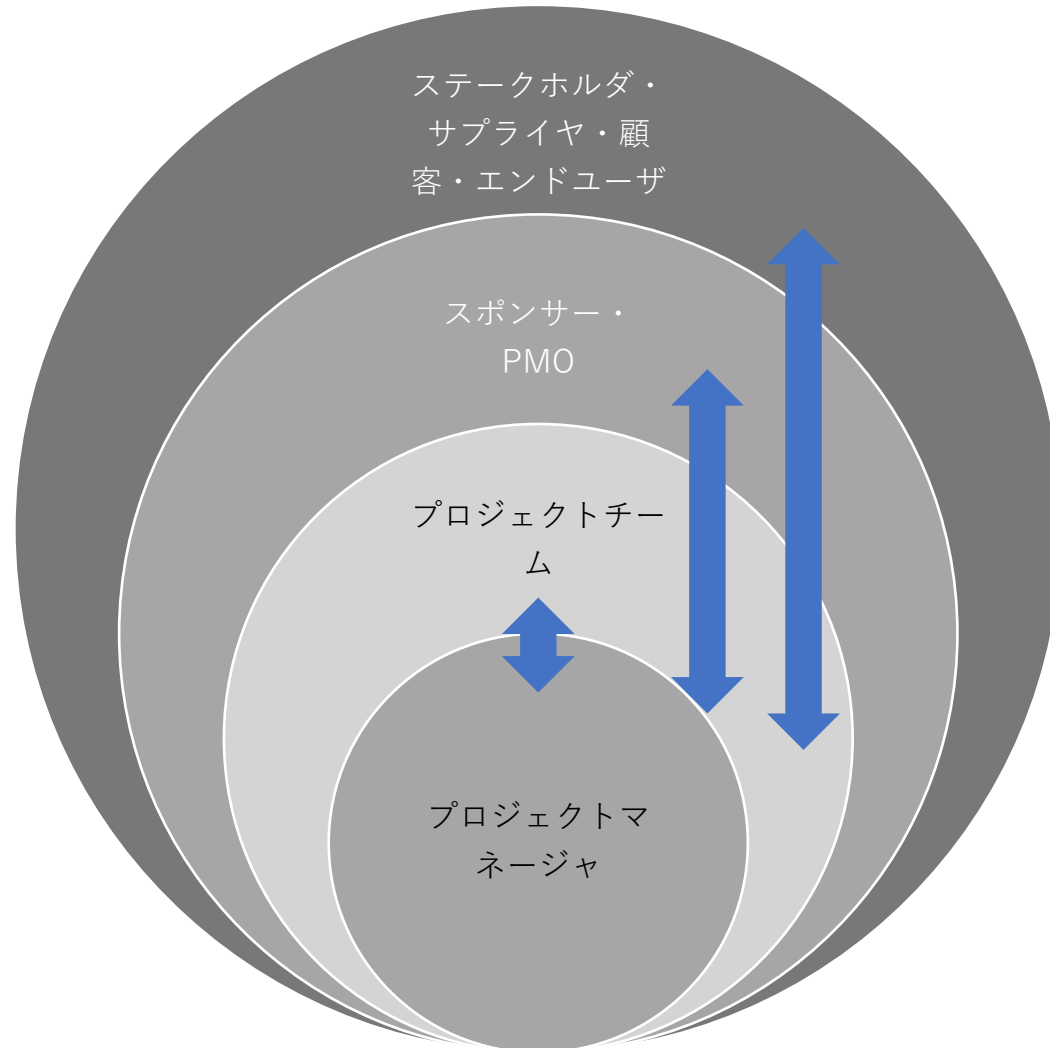 ステークホルダ・
サプライヤ・顧
客・エンドユーザ
スポンサー・
PMO
プロジェクトチー
ム
プロジェクトマ
ネージャ